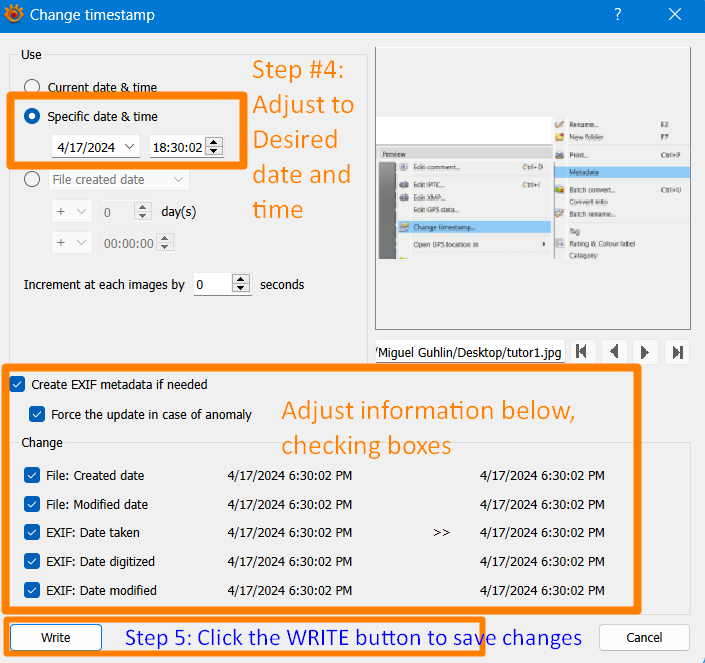 Change timestamp ?
Use
Current date & time
Specific date & time
4/17/2024 18:30:02
Step #4:
Adjust to
Desired
date and
time
File created date
+ 0 day(s)
+ 00:00:00
Increment at each images by 0 seconds
Preview
Edit comment... Ctrl+D
Edit IPTC... Ctrl+I
Edit XMP...
Edit GPS data...
Change timestamp...
Open GPS location in
Rename... F2
New folder F7
Print... Ctrl+P
Metadata
Batch convert... Ctrl+U
Convert into
Batch rename...
Tag
Rating & Colour label
Category
/Miguel Guhlin/Desktop/tutor1.jpg
Create EXIF metadata if needed
Force the update in case of anomaly
Adjust information below,
checking boxes
Change
File: Created date 4/17/2024 6:30:02 PM 4/17/2024 6:30:02 PM
File: Modified date 4/17/2024 6:30:02 PM 4/17/2024 6:30:02 PM
EXIF: Date taken 4/17/2024 6:30:02 PM >> 4/17/2024 6:30:02 PM
EXIF: Date digitized 4/17/2024 6:30:02 PM 4/17/2024 6:30:02 PM
EXIF: Date modified 4/17/2024 6:30:02 PM 4/17/2024 6:30:02 PM
Write Step 5: Click the WRITE button to save changes Cancel